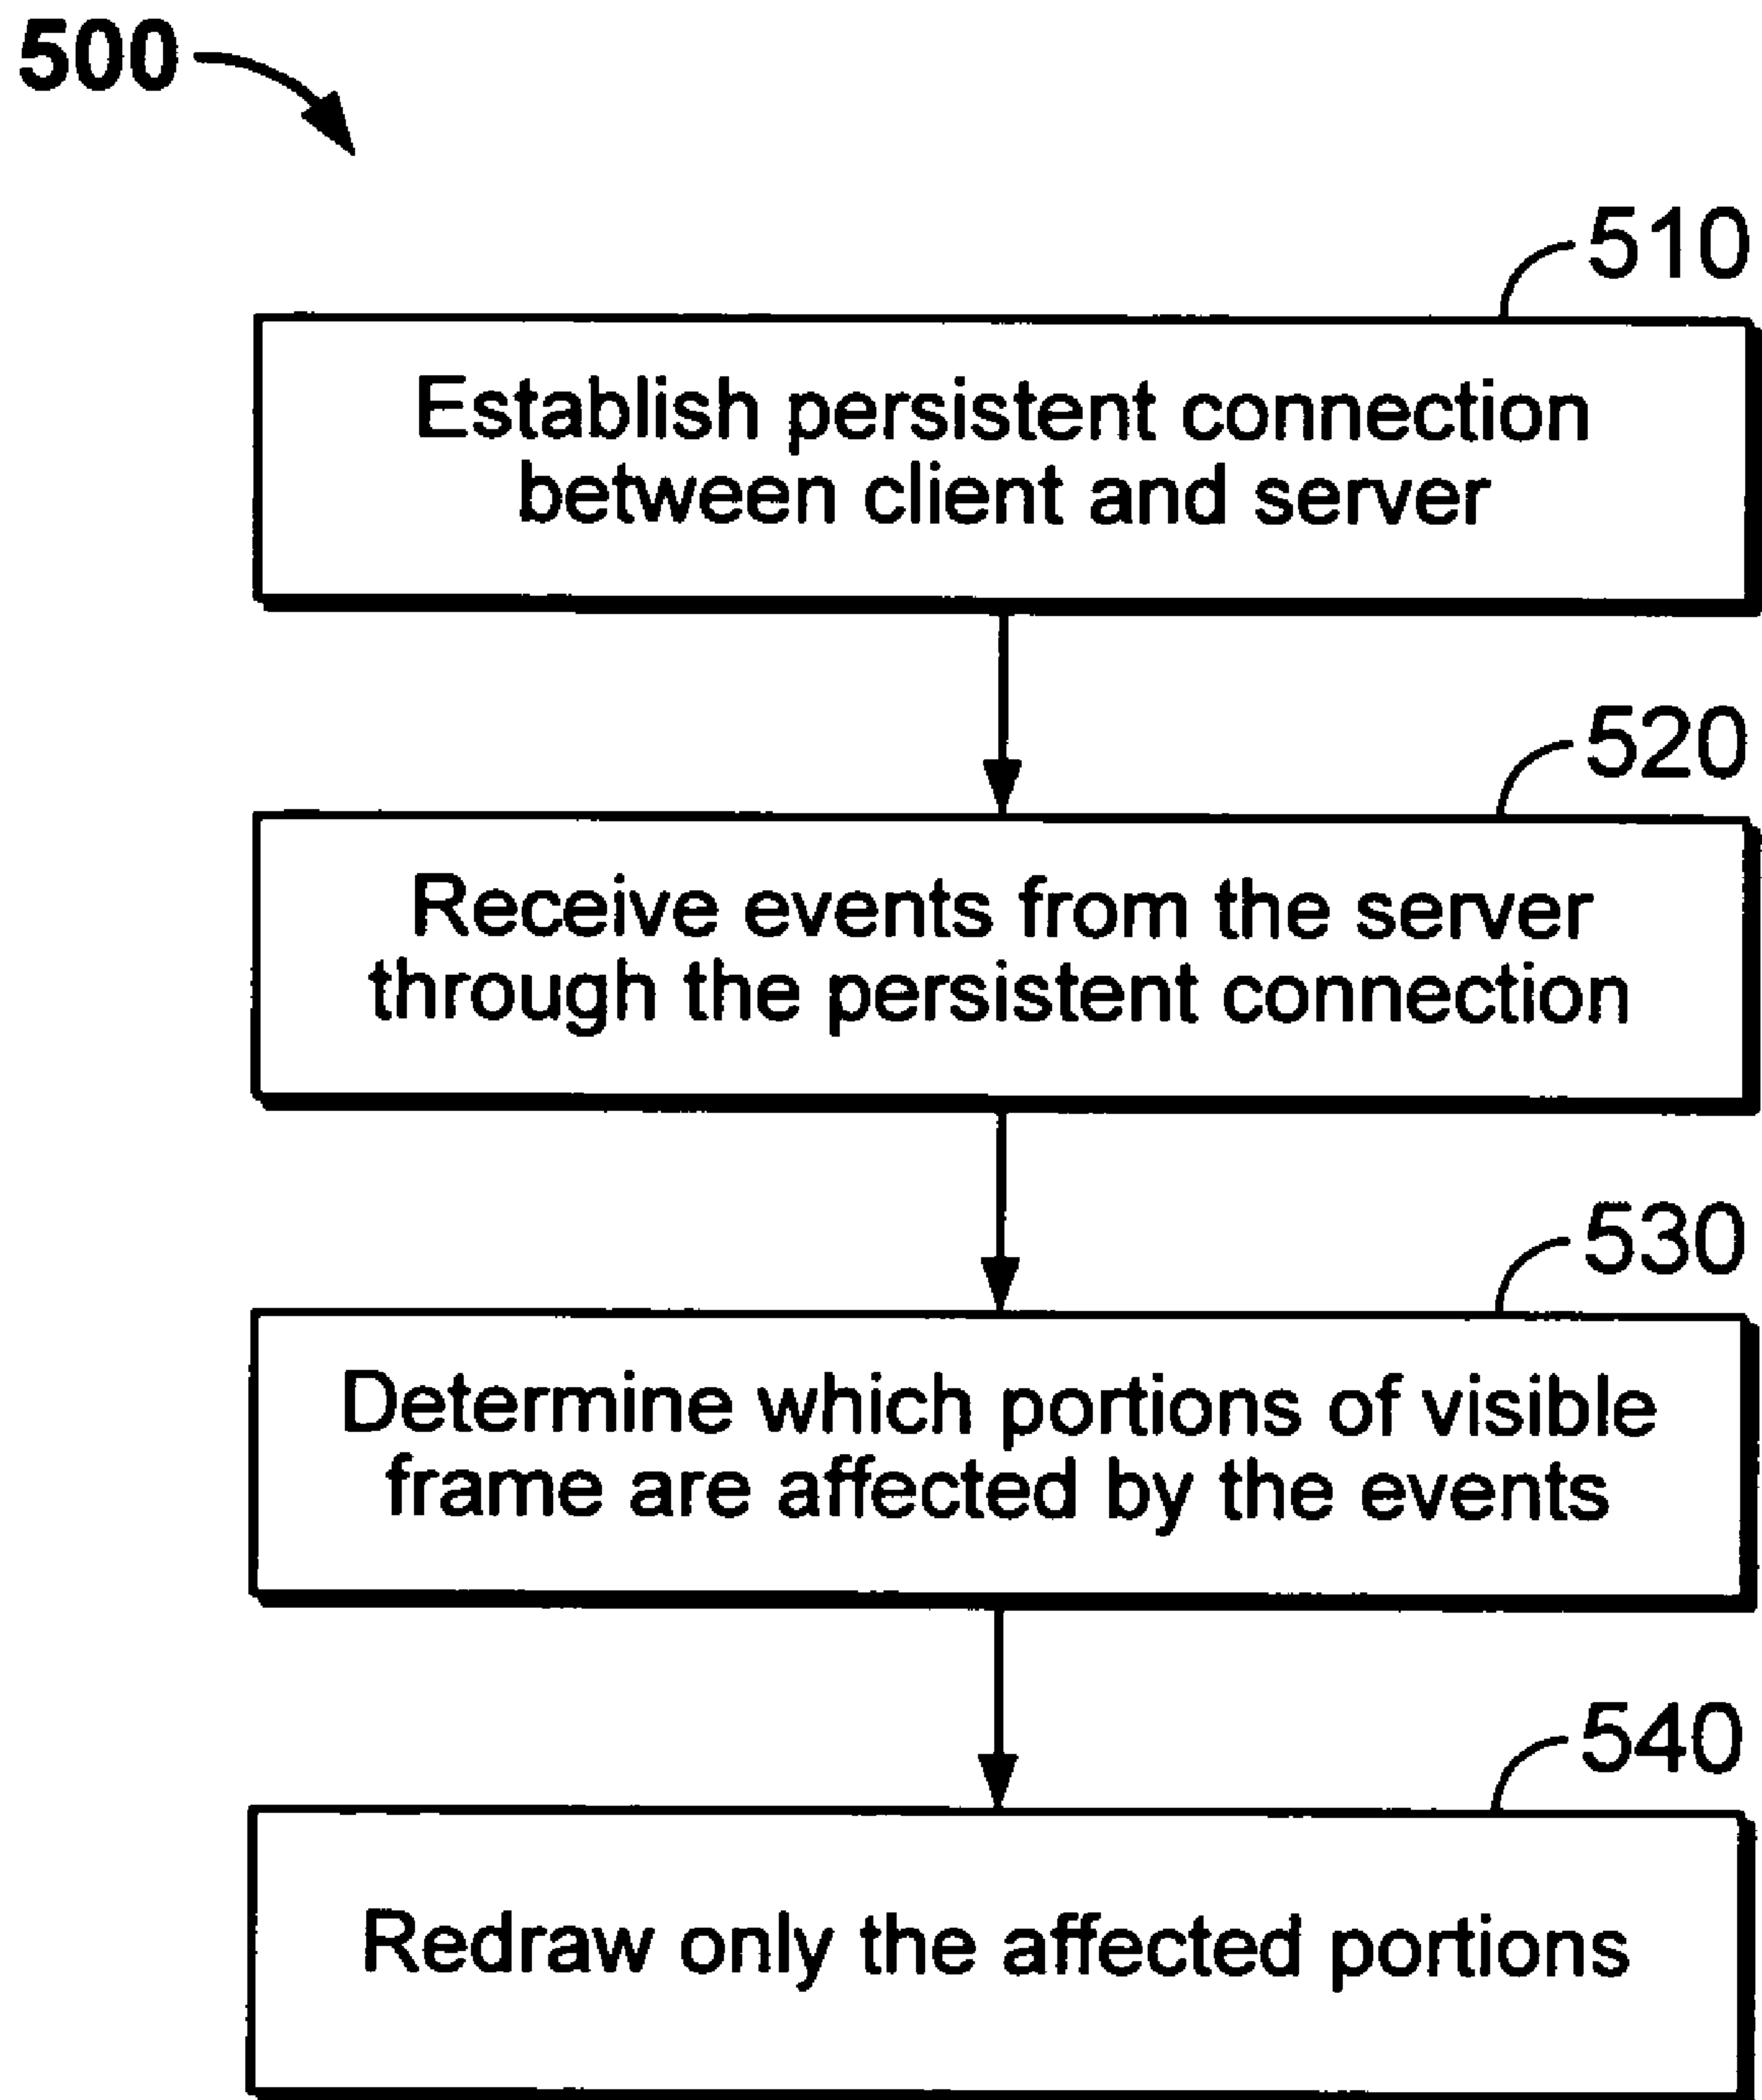 500
510
Establish persistent connection
between client and server
520
Receive events from the server
through the persistent connection
530
Determine which portions of visible
frame are affected by the events
540
Redraw only the affected portions